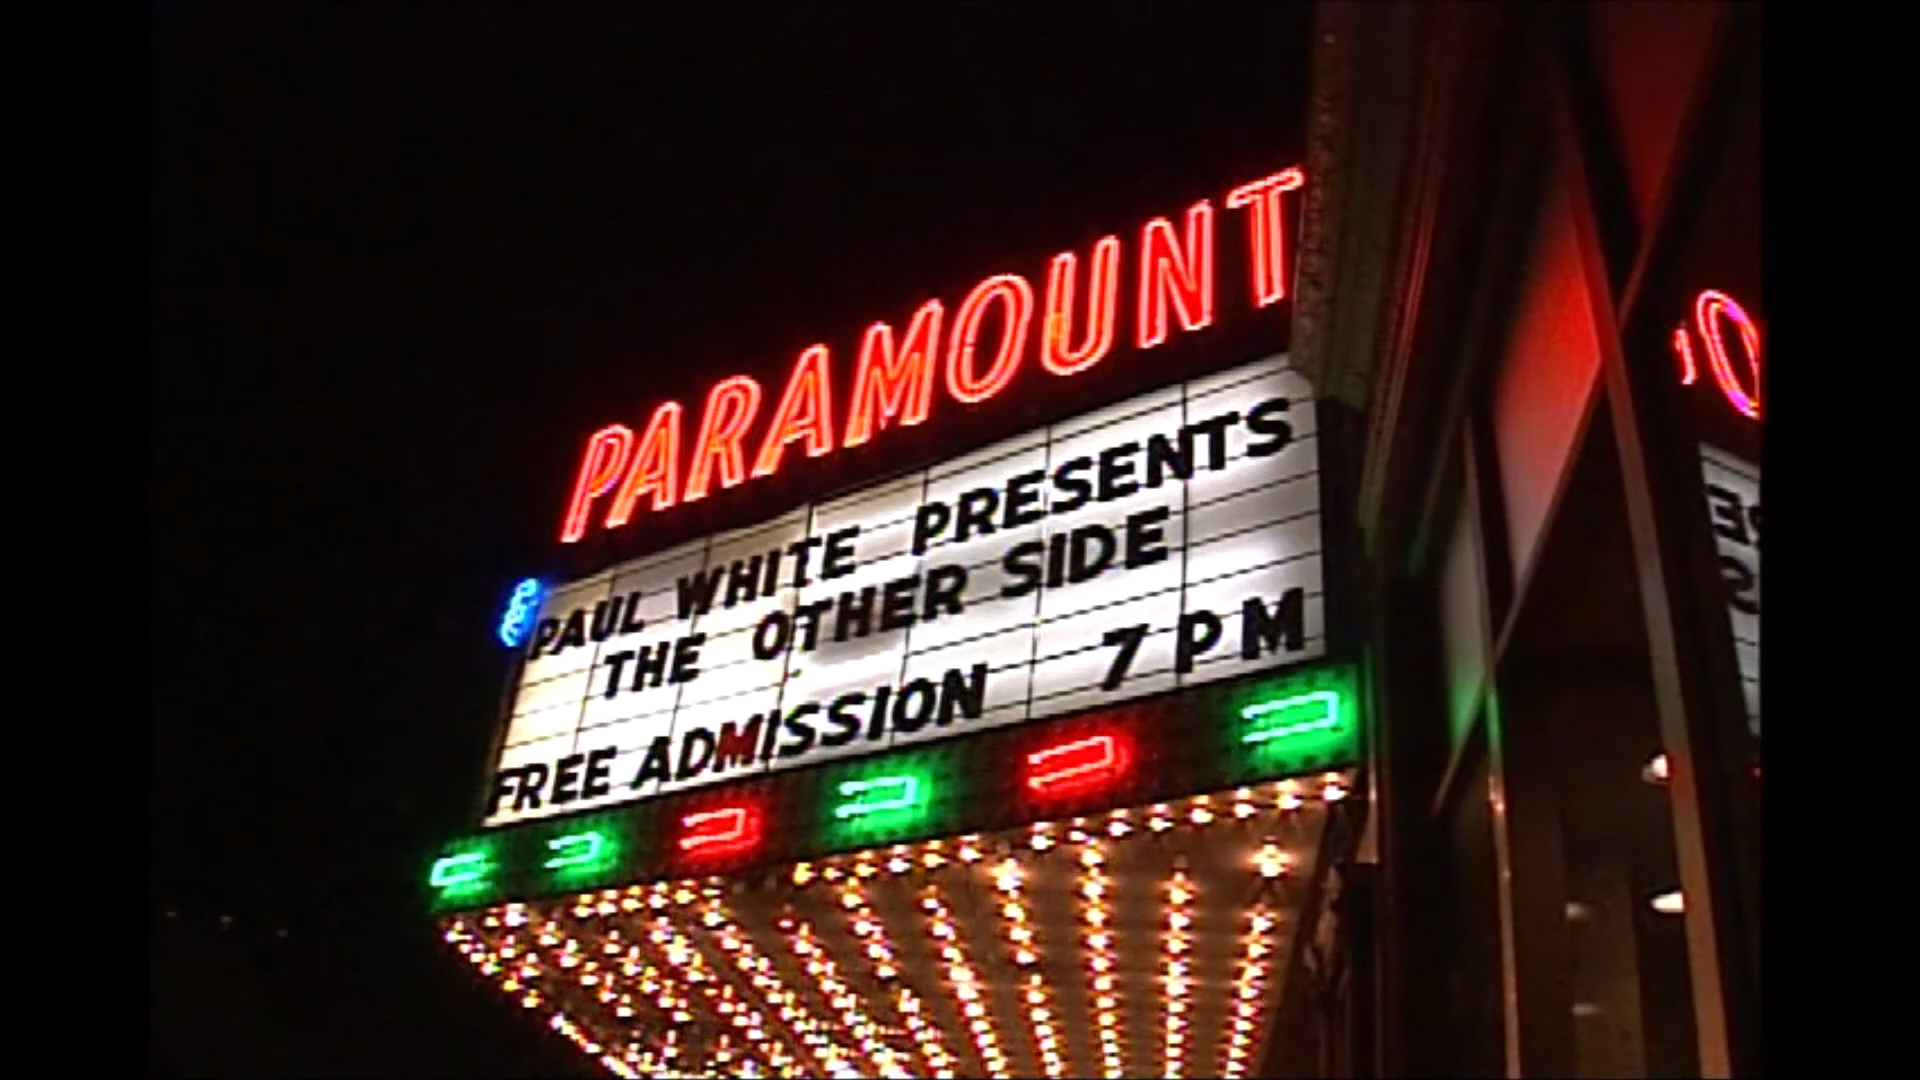 PARAMOUNT
PAUL WHITE PRESENTS
THE OTHER SIDE
FREE ADMISSION 7 PM